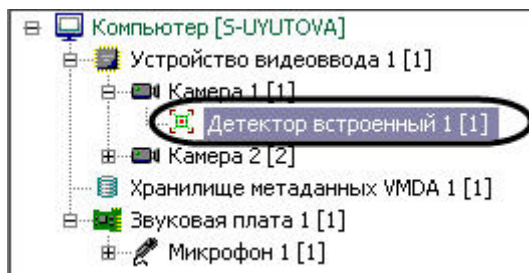 Компьютер [S-UYUTOVA]
Устройство видеоввода 1 [1]
Камера 1 [1]
Детектор встроенный 1 [1]
Камера 2 [2]
Хранилище метаданных VMDA 1 [1]
Звуковая плата 1 [1]
Микрофон 1 [1]